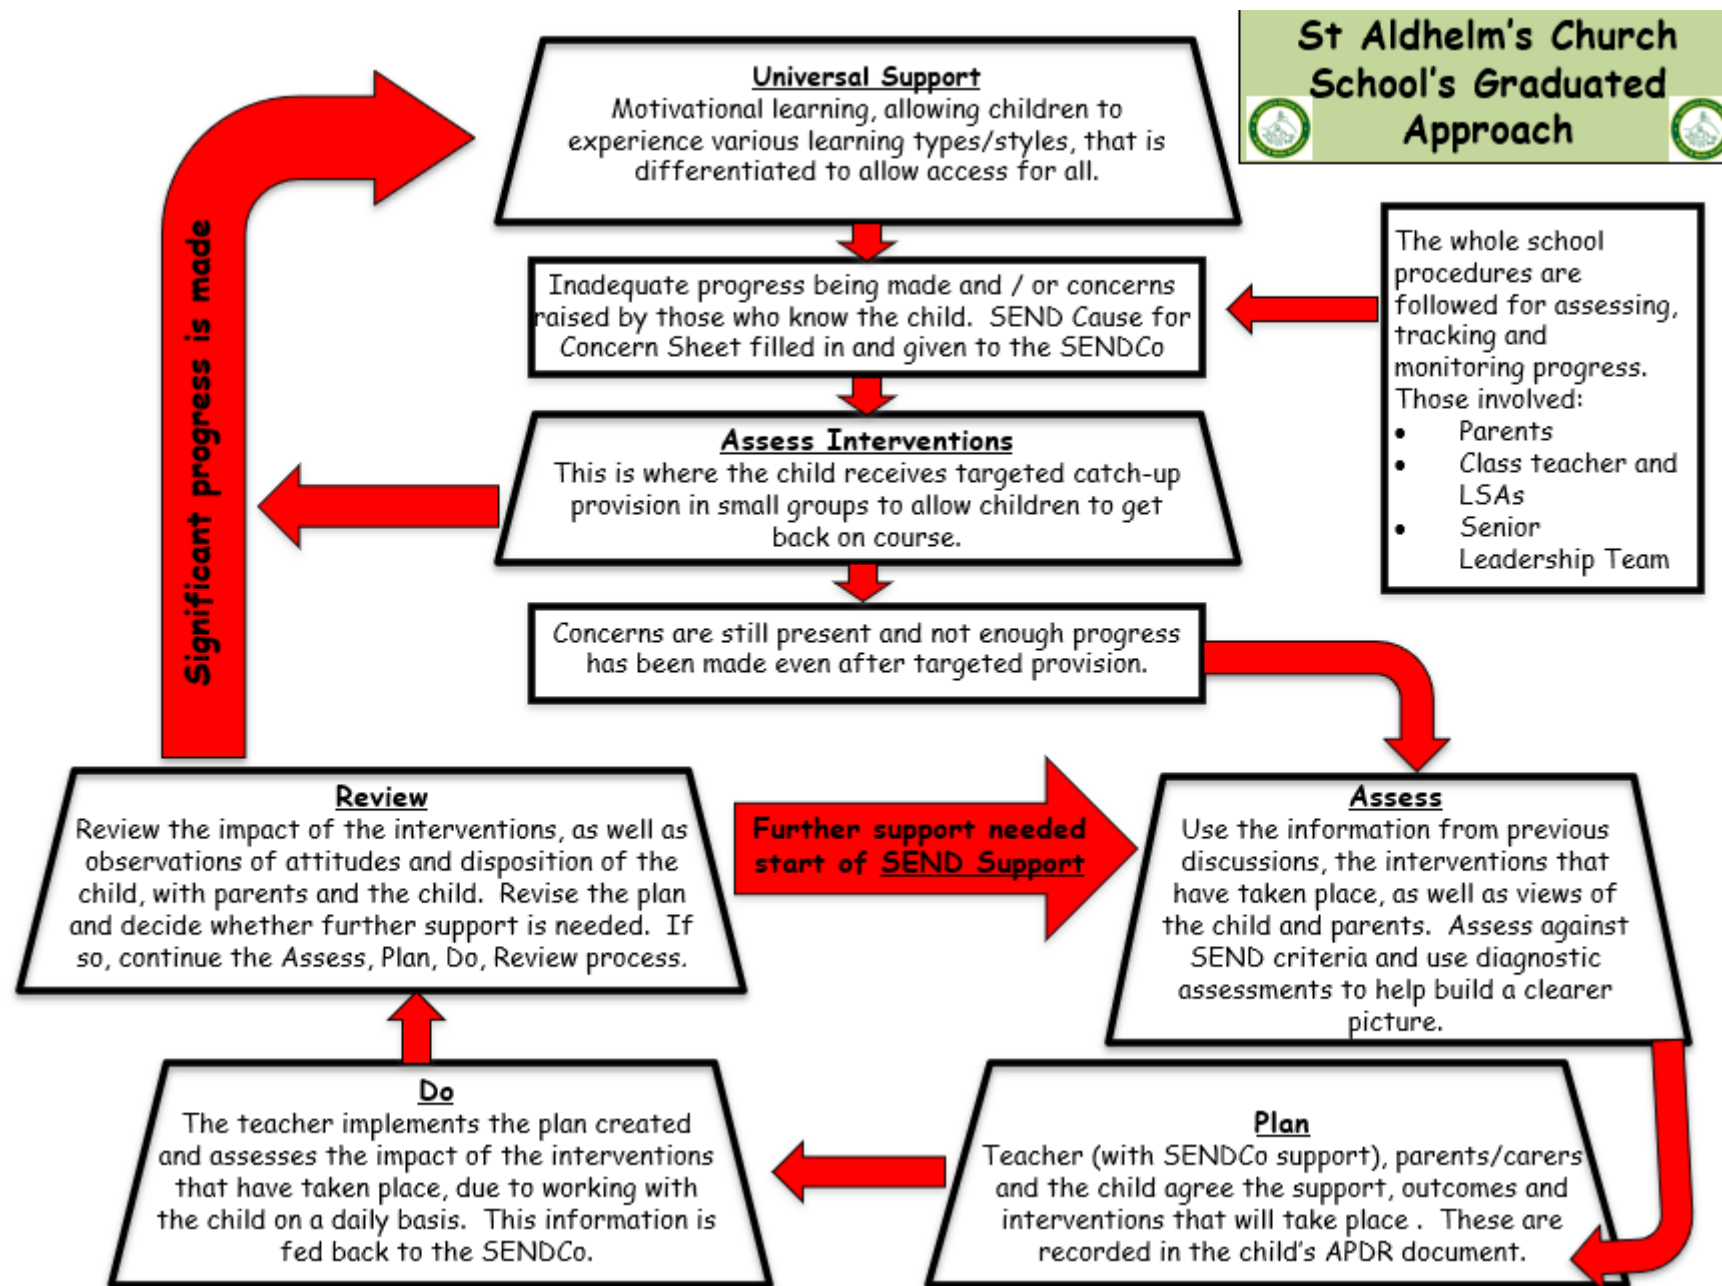 St Aldhelm's Church
School's Graduated
Approach
Universal Support
Motivational learning, allowing children to
experience various learning types/styles, that is
differentiated to allow access for all.
Inadequate progress being made and / or concerns
raised by those who know the child.  SEND Cause for
Concern Sheet filled in and given to the SENDCo
The whole school
procedures are
followed for assessing,
tracking and
monitoring progress.
Those involved:
• Parents
• Class teacher and
LSAs
• Senior
Leadership Team
Significant progress is made
Assess Interventions
This is where the child receives targeted catch-up
provision in small groups to allow children to get
back on course.
Concerns are still present and not enough progress
has been made even after targeted provision.
Review
Review the impact of the interventions, as well as
observations of attitudes and disposition of the
child, with parents and the child.  Revise the plan
and decide whether further support is needed.  If
so, continue the Assess, Plan, Do, Review process.
Further support needed
start of SEND Support
Assess
Use the information from previous
discussions, the interventions that
have taken place, as well as views of
the child and parents.  Assess against
SEND criteria and use diagnostic
assessments to help build a clearer
picture.
Do
The teacher implements the plan created
and assesses the impact of the interventions
that have taken place, due to working with
the child on a daily basis.  This information is
fed back to the SENDCo.
Plan
Teacher (with SENDCo support), parents/carers
and the child agree the support, outcomes and
interventions that will take place .  These are
recorded in the child's APDR document.